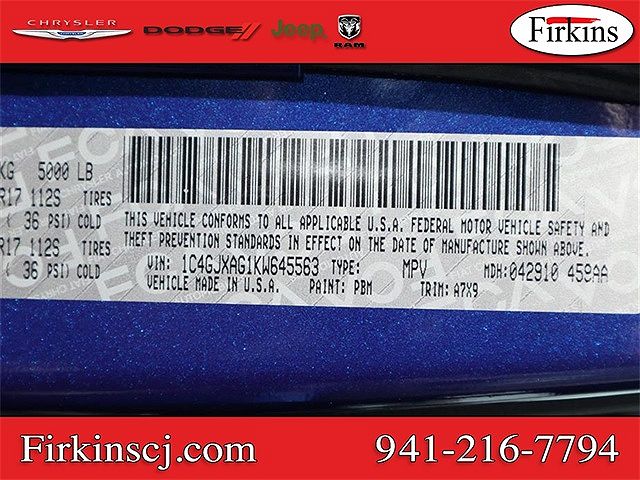 CHRYSLER
DODGE
Jeep
RAM
Firkins
KG 5000 LB
R17 112S TIRES
( 36 PSI) COLD
R17 112S TIRES
( 36 PSI) COLD
THIS VEHICLE CONFORMS TO ALL APPLICABLE U.S.A. FEDERAL MOTOR VEHICLE SAFETY AND
THEFT PREVENTION STANDARDS IN EFFECT ON THE DATE OF MANUFACTURE SHOWN ABOVE.
VIN: 1C4GJXAG1KW645563 TYPE: MPV MDH: 042910 459AA
VEHICLE MADE IN U.S.A. PAINT: PBM TRIM: A7X9
Firkinscj.com 941-216-7794